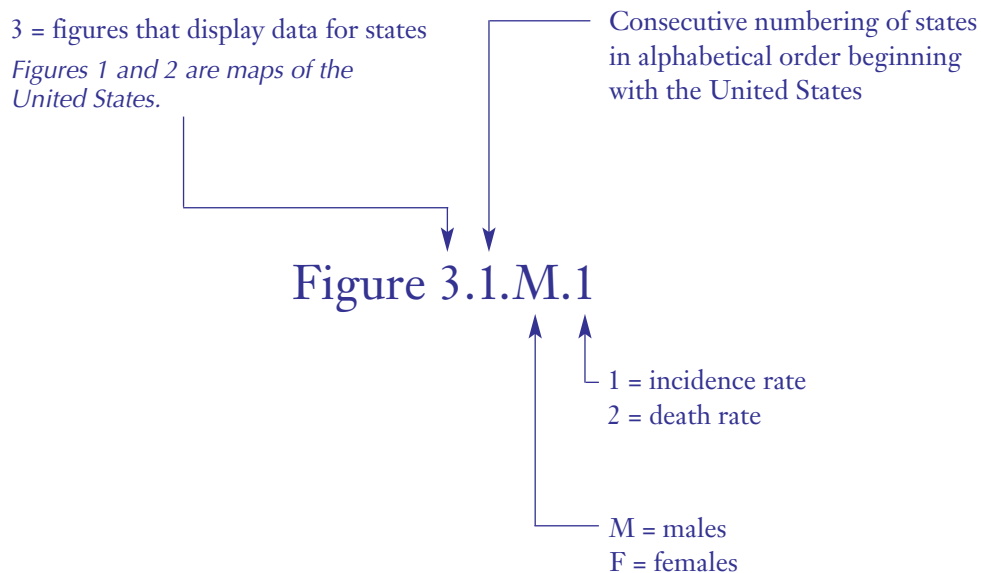 3 = figures that display data for states
Figures 1 and 2 are maps of the
United States.
Consecutive numbering of states
in alphabetical order beginning
with the United States
Figure 3.1.M.1
1 = incidence rate
2 = death rate
M = males
F = females